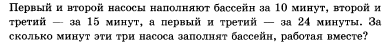 Первый и второй насосы наполняют бассейн за 10 минут, второй и
третий — за 15 минут, а первый и третий — за 24 минуты. За
сколько минут эти три насоса заполнят бассейн, работая вместе?